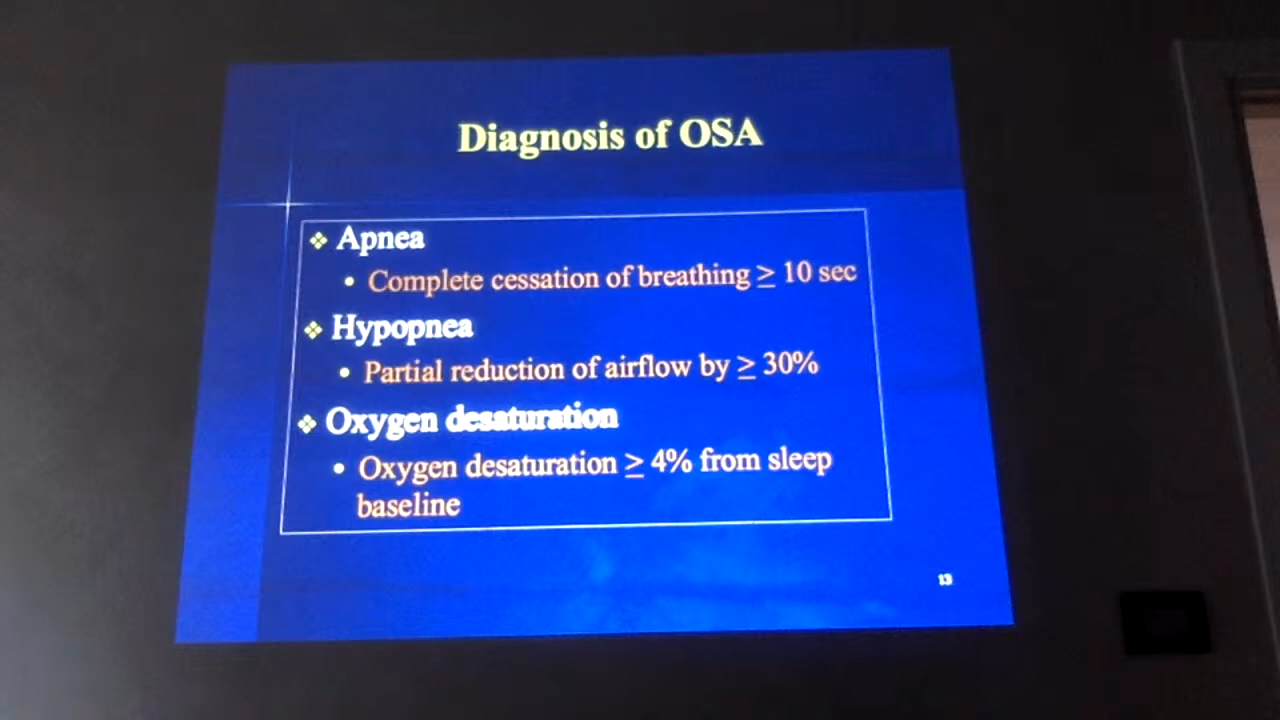 Diagnosis of OSA
❖ Apnea
• Complete cessation of breathing ≥ 10 sec
❖ Hypopnea
• Partial reduction of airflow by ≥ 30%
❖ Oxygen desaturation
• Oxygen desaturation ≥ 4% from sleep
baseline
13